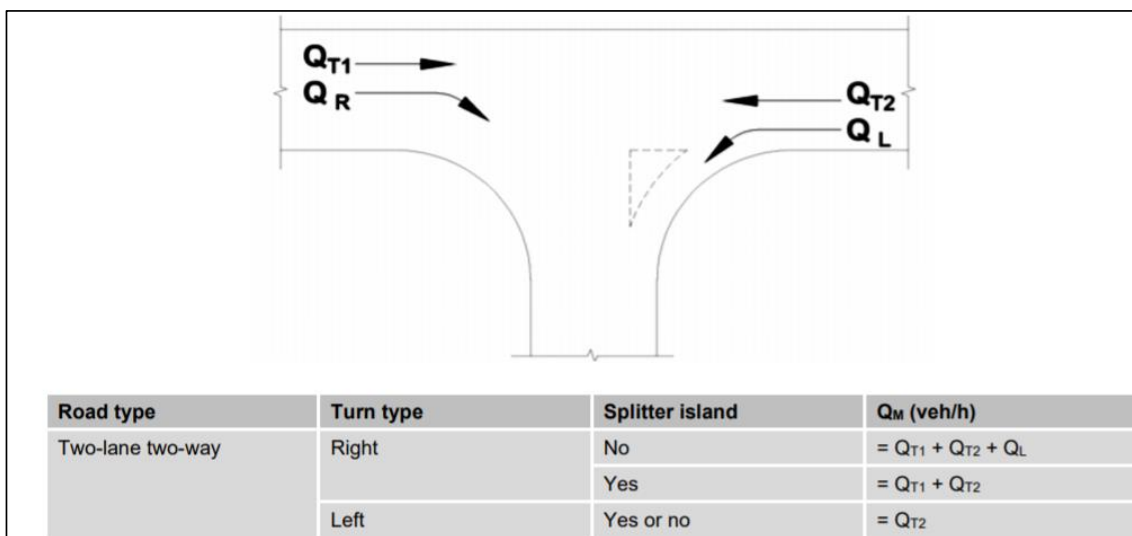 QT1
QR
QT2
QL
Road type Turn type Splitter island QM (veh/h)
Two-lane two-way Right No = QT1 + QT2 + QL
Yes = QT1 + QT2
Left Yes or no = QT2